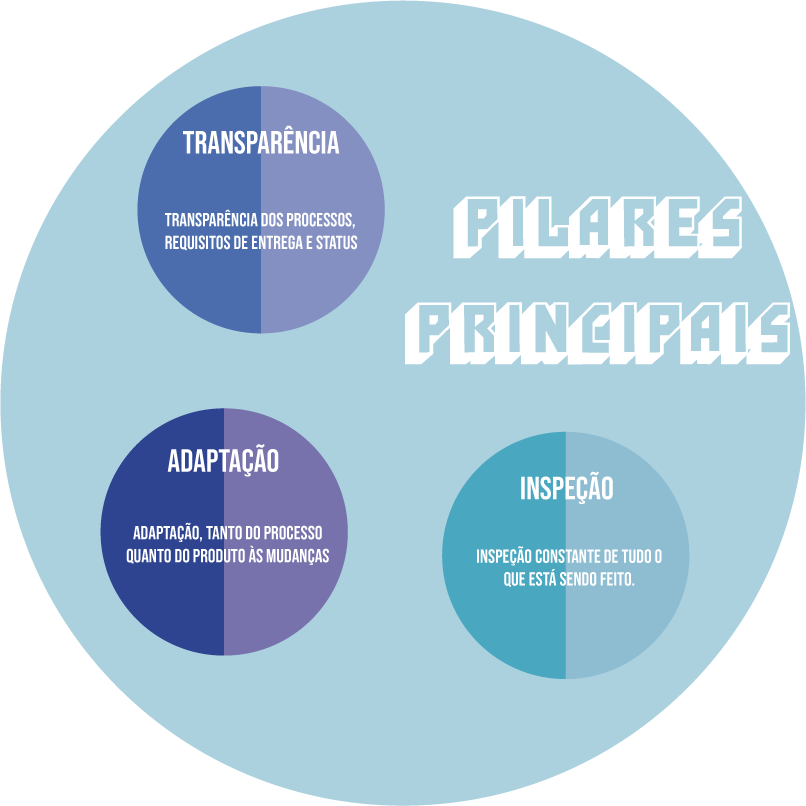 TRANSPARÊNCIA
TRANSPARÊNCIA DOS PROCESSOS,
REQUISITOS DE ENTREGA E STATUS
PILARES
PRINCIPAIS
ADAPTAÇÃO
ADAPTAÇÃO, TANTO DO PROCESSO
QUANTO DO PRODUTO ÀS MUDANÇAS
INSPEÇÃO
INSPEÇÃO CONSTANTE DE TUDO O
QUE ESTÁ SENDO FEITO.